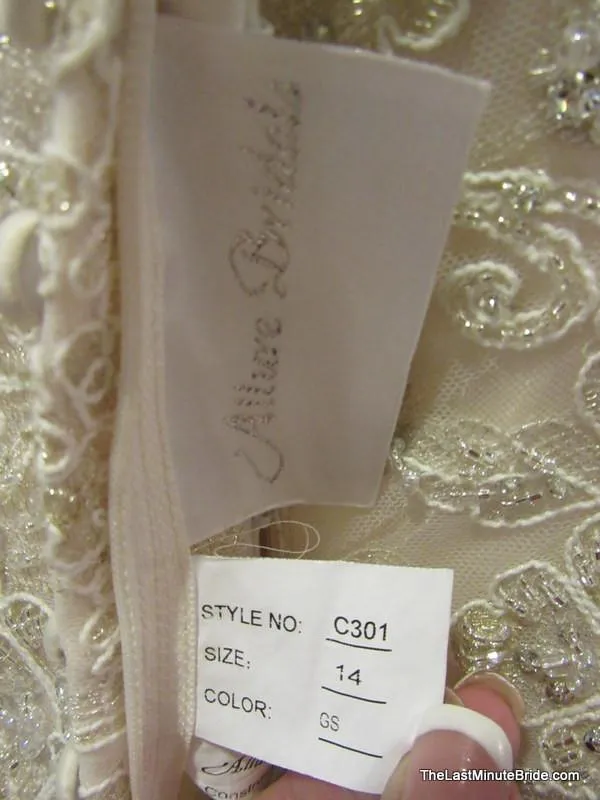 Allure Bridals
STYLE NO: C301
SIZE: 14
COLOR: GS
TheLastMinuteBride.com